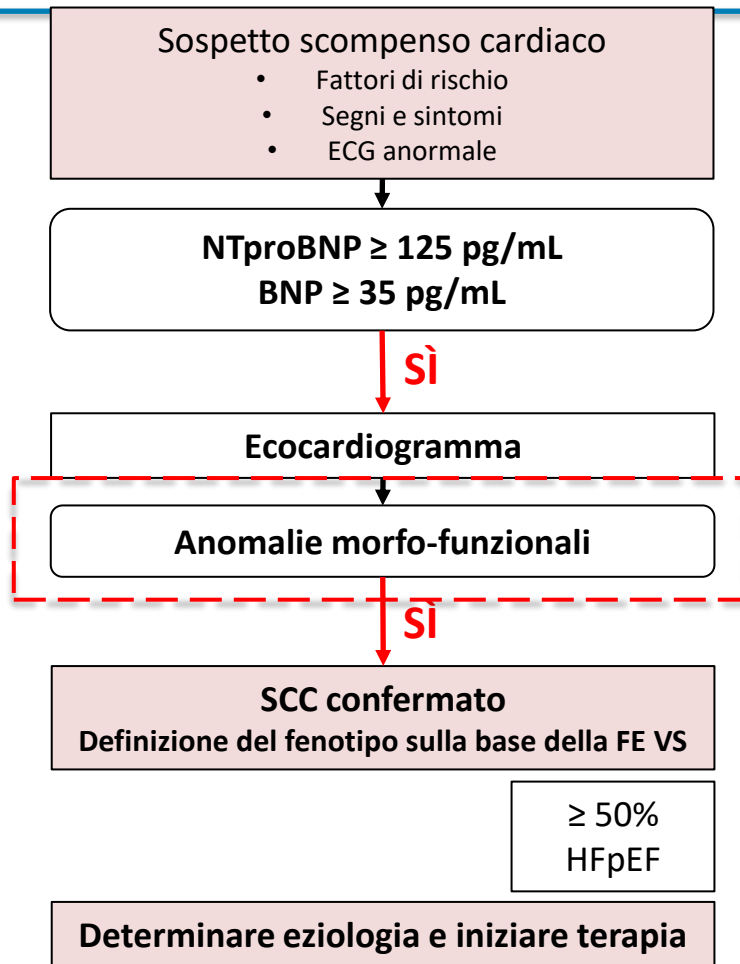 Sospetto scompenso cardiaco
• Fattori di rischio
• Segni e sintomi
• ECG anormale
NTproBNP ≥ 125 pg/mL
BNP ≥ 35 pg/mL
SÌ
Ecocardiogramma
Anomalie morfo-funzionali
SÌ
SCC confermato
Definizione del fenotipo sulla base della FE VS
≥ 50%
HFpEF
Determinare eziologia e iniziare terapia